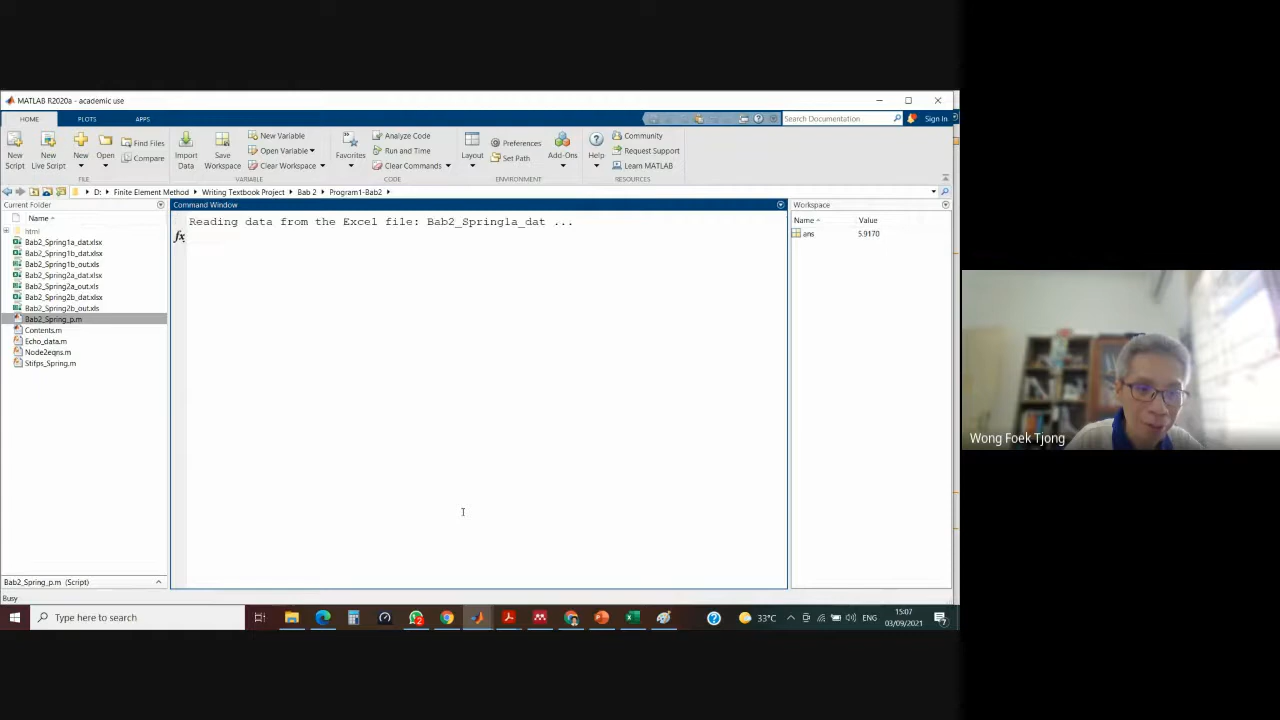 MATLAB R2020a - academic use
HOME PLOTS APPS
Search Documentation
Sign In
New Script
New Live Script
New
Open
Find Files
Compare
FILE
Import Data
Save Workspace
New Variable
Open Variable
Clear Workspace
VARIABLE
Favorites
Analyze Code
Run and Time
Clear Commands
CODE
Layout
Preferences
Set Path
Add-Ons
ENVIRONMENT
Help
Community
Request Support
Learn MATLAB
RESOURCES
D: Finite Element Method Writing Textbook Project Bab 2 Program1-Bab2
Current Folder
Name
html
Bab2_Spring1a_dat.xlsx
Bab2_Spring1b_dat.xlsx
Bab2_Spring1b_out.xls
Bab2_Spring2a_dat.xlsx
Bab2_Spring2a_out.xls
Bab2_Spring2b_dat.xlsx
Bab2_Spring2b_out.xls
Bab2_Spring_p.m
Contents.m
Echo_data.m
Node2eqns.m
Stifps_Spring.m
Bab2_Spring_p.m (Script)
Command Window
Reading data from the Excel file: Bab2_Spring1a_dat ...
fx
Workspace
Name Value
ans 5.9170
Wong Foek Tjong
Busy
Type here to search
33°C
ENG
15:07
03/09/2021